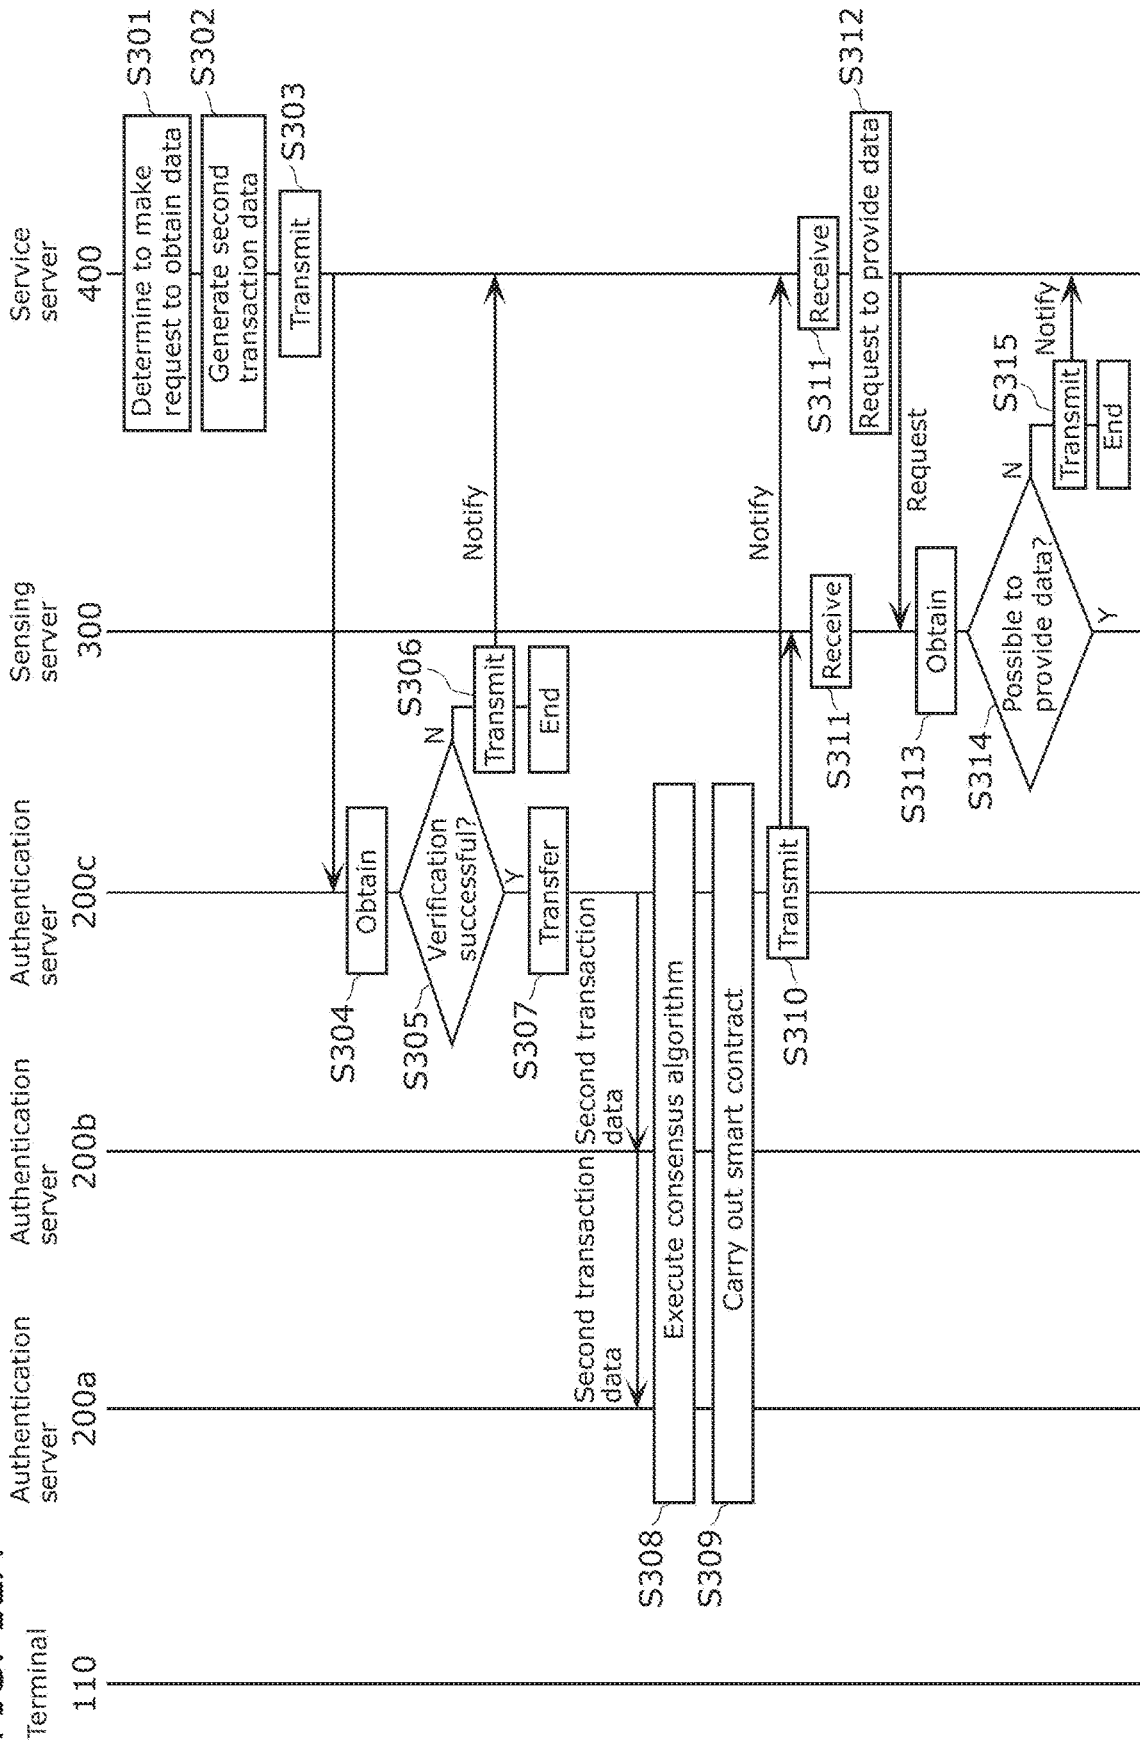 Terminal
110
Authentication
server
200a
Authentication
server
200b
Authentication
server
200c
Sensing
server
300
Service
server
400
Determine to make
request to obtain data
S301
Generate second
transaction data
S302
Transmit
S303
S304
Obtain
S305
Verification
successful?
N
Y
S306
Transmit
Notify
End
S307
Transfer
Second transaction
data
Second transaction
data
S308
Execute consensus algorithm
S309
Carry out smart contract
S310
Transmit
Notify
S311
Receive
S311
Receive
Request to provide data
S312
Request
S313
Obtain
S314
Possible to
provide data?
N
Y
S315
Transmit
Notify
End